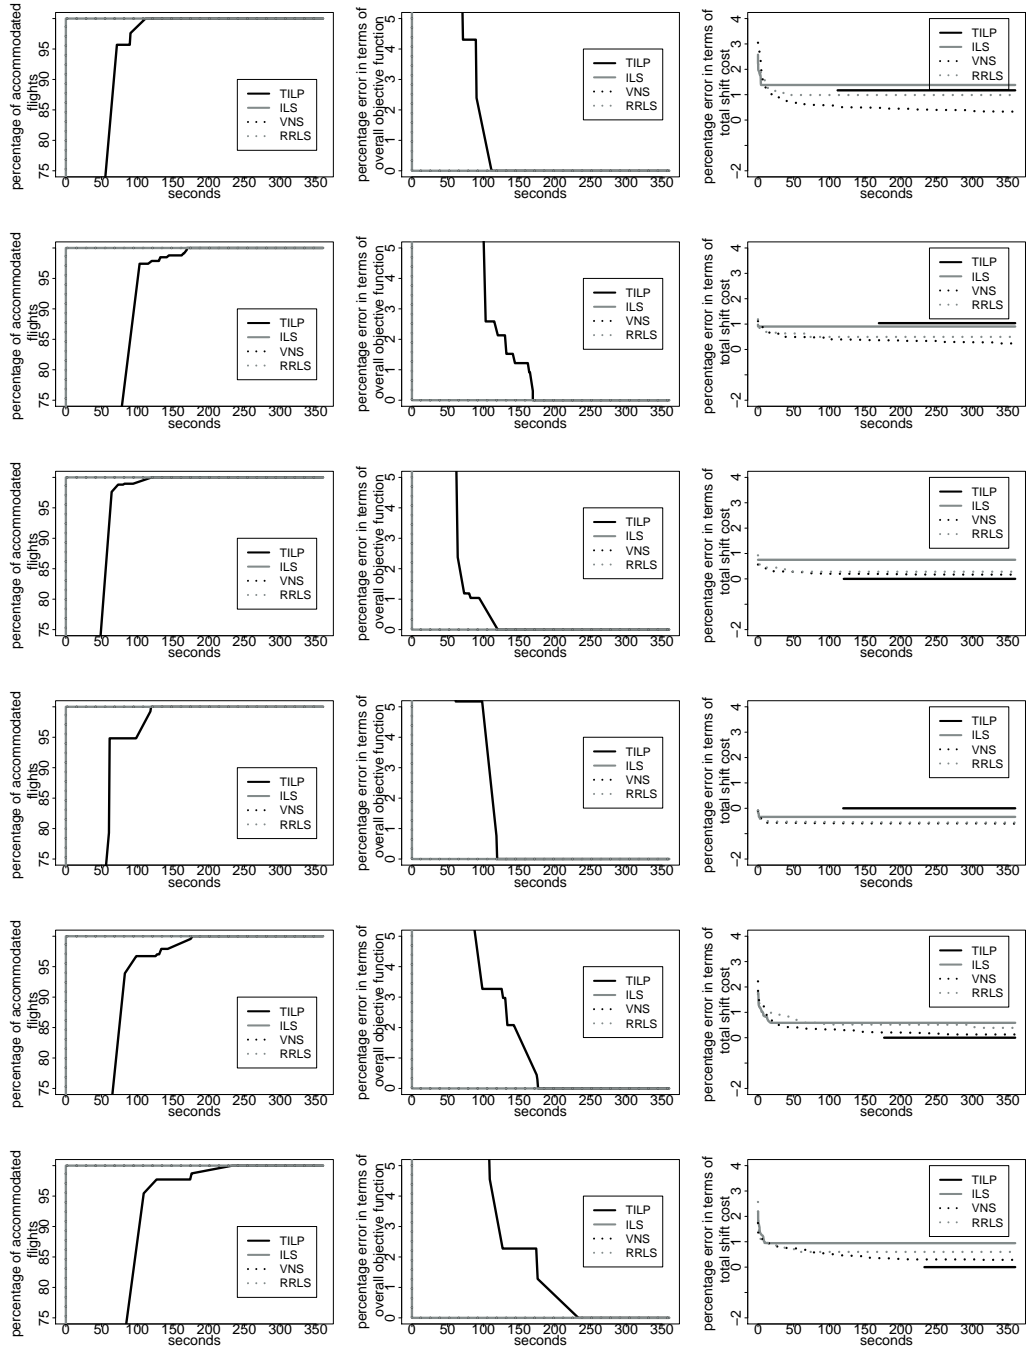 percentage of accommodated
flights
75 80 85 90 95
TILP
ILS
VNS
RRLS
0 50 100 150 200 250 300 350
seconds
percentage error in terms of
overall objective function
0 1 2 3 4 5
TILP
ILS
VNS
RRLS
0 50 100 150 200 250 300 350
seconds
percentage error in terms of
total shift cost
−2 0 1 2 3 4
TILP
ILS
VNS
RRLS
0 50 100 150 200 250 300 350
seconds
percentage of accommodated
flights
75 80 85 90 95
TILP
ILS
VNS
RRLS
0 50 100 150 200 250 300 350
seconds
percentage error in terms of
overall objective function
0 1 2 3 4 5
TILP
ILS
VNS
RRLS
0 50 100 150 200 250 300 350
seconds
percentage error in terms of
total shift cost
−2 0 1 2 3 4
TILP
ILS
VNS
RRLS
0 50 100 150 200 250 300 350
seconds
percentage of accommodated
flights
75 80 85 90 95
TILP
ILS
VNS
RRLS
0 50 100 150 200 250 300 350
seconds
percentage error in terms of
overall objective function
0 1 2 3 4 5
TILP
ILS
VNS
RRLS
0 50 100 150 200 250 300 350
seconds
percentage error in terms of
total shift cost
−2 0 1 2 3 4
TILP
ILS
VNS
RRLS
0 50 100 150 200 250 300 350
seconds
percentage of accommodated
flights
75 80 85 90 95
TILP
ILS
VNS
RRLS
0 50 100 150 200 250 300 350
seconds
percentage error in terms of
overall objective function
0 1 2 3 4 5
TILP
ILS
VNS
RRLS
0 50 100 150 200 250 300 350
seconds
percentage error in terms of
total shift cost
−2 0 1 2 3 4
TILP
ILS
VNS
RRLS
0 50 100 150 200 250 300 350
seconds
percentage of accommodated
flights
75 80 85 90 95
TILP
ILS
VNS
RRLS
0 50 100 150 200 250 300 350
seconds
percentage error in terms of
overall objective function
0 1 2 3 4 5
TILP
ILS
VNS
RRLS
0 50 100 150 200 250 300 350
seconds
percentage error in terms of
total shift cost
−2 0 1 2 3 4
TILP
ILS
VNS
RRLS
0 50 100 150 200 250 300 350
seconds
percentage of accommodated
flights
75 80 85 90 95
TILP
ILS
VNS
RRLS
0 50 100 150 200 250 300 350
seconds
percentage error in terms of
overall objective function
0 1 2 3 4 5
TILP
ILS
VNS
RRLS
0 50 100 150 200 250 300 350
seconds
percentage error in terms of
total shift cost
−2 0 1 2 3 4
TILP
ILS
VNS
RRLS
0 50 100 150 200 250 300 350
seconds